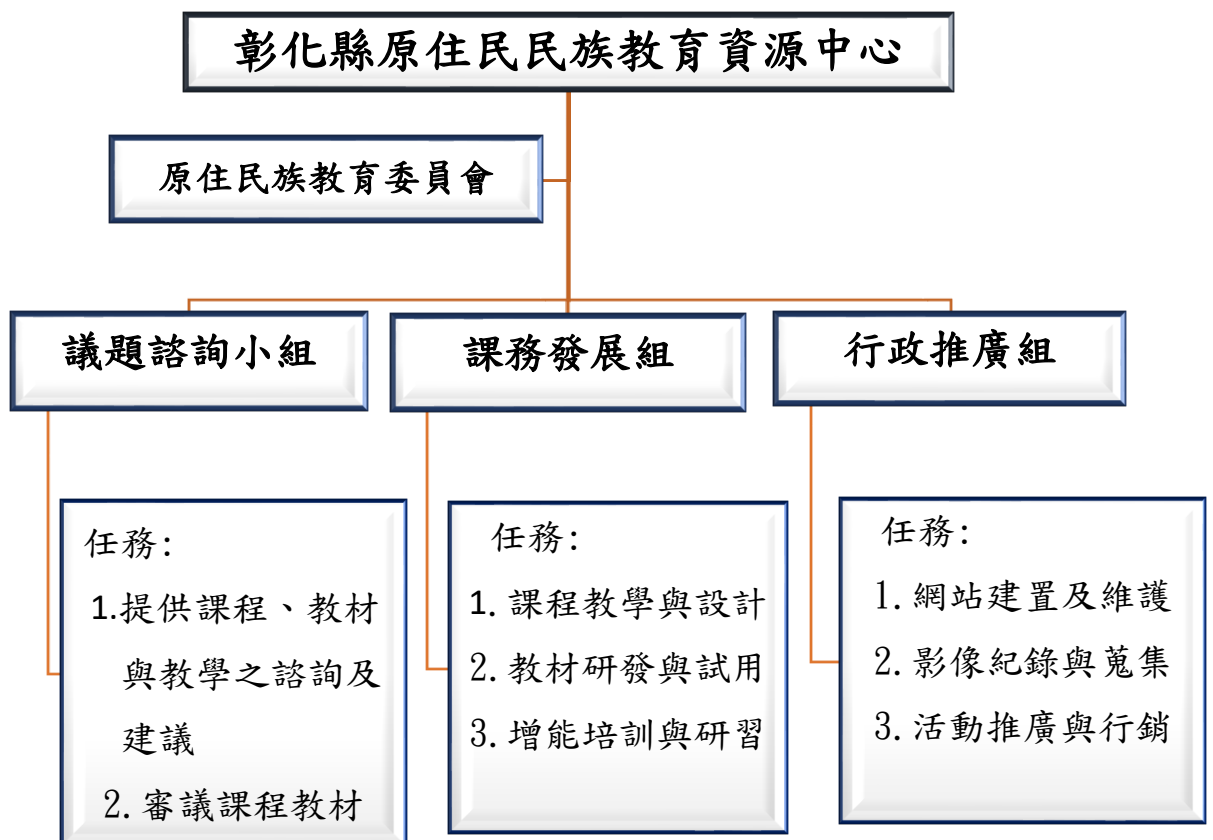 彰化縣原住民民族教育資源中心
原住民族教育委員會
議題諮詢小組
課務發展組
行政推廣組
任務:
1.提供課程、教材
與教學之諮詢及
建議
2.審議課程教材
任務:
1.課程教學與設計
2.教材研發與試用
3.增能培訓與研習
任務:
1.網站建置及維護
2.影像紀錄與蒐集
3.活動推廣與行銷